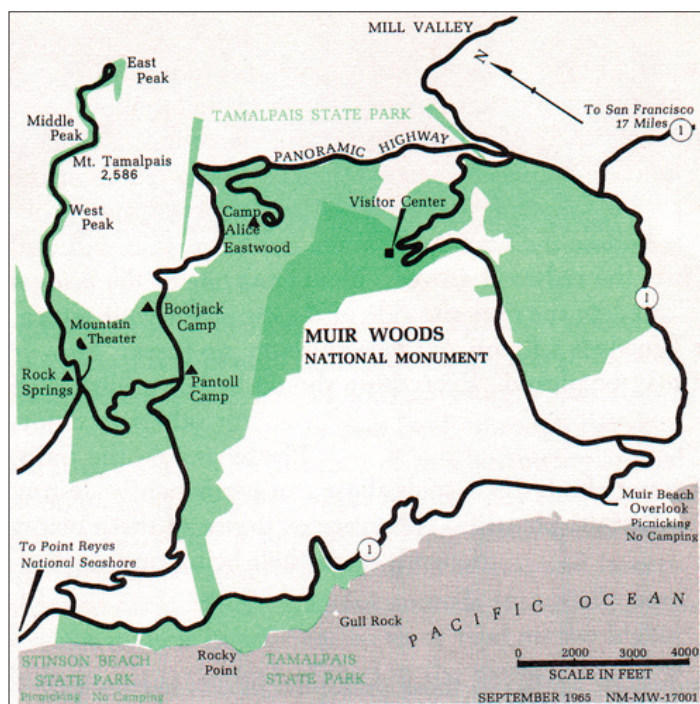 MILL VALLEY
N
East
Peak
To San Francisco
17 Miles
TAMALPAIS STATE PARK
1
Middle
Peak
PANORAMIC HIGHWAY
Mt. Tamalpais
2,586
Visitor Center
West
Peak
Camp
Alice
Eastwood
1
Bootjack
Camp
Mountain
Theater
MUIR WOODS
NATIONAL MONUMENT
Rock
Springs
Pantoll
Camp
Muir Beach
Overlook
Picnicking
No Camping
To Point Reyes
National Seashore
1
Gull Rock
PACIFIC OCEAN
STINSON BEACH
STATE PARK
Picnicking No Camping
Rocky
Point
TAMALPAIS
STATE PARK
0 2000 3000 4000
SCALE IN FEET
SEPTEMBER 1965 NM-MW-17001